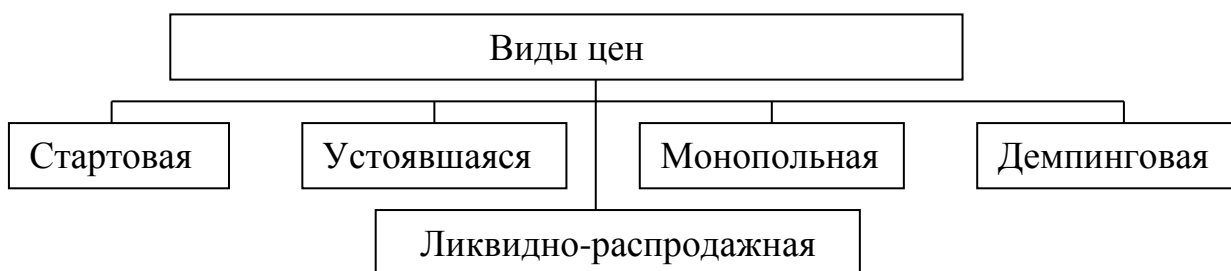 Виды цен
Стартовая
Устоявшаяся
Монопольная
Демпинговая
Ликвидно-распродажная